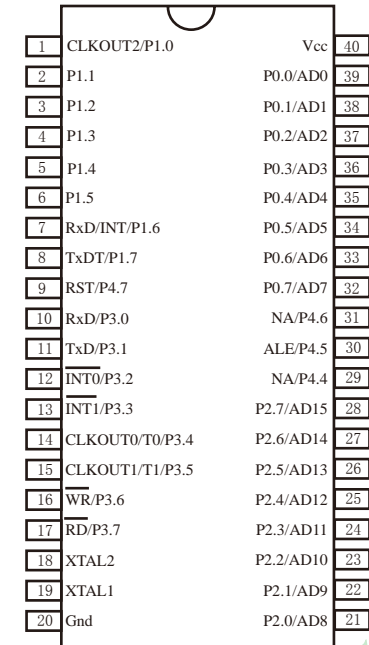 1 CLKOUT2/P1.0 Vcc 40
2 P1.1 P0.0/AD0 39
3 P1.2 P0.1/AD1 38
4 P1.3 P0.2/AD2 37
5 P1.4 P0.3/AD3 36
6 P1.5 P0.4/AD4 35
7 RxD/INT/P1.6 P0.5/AD5 34
8 TxDT/P1.7 P0.6/AD6 33
9 RST/P4.7 P0.7/AD7 32
10 RxD/P3.0 NA/P4.6 31
11 TxD/P3.1 ALE/P4.5 30
12 INT0/P3.2 NA/P4.4 29
13 INT1/P3.3 P2.7/AD15 28
14 CLKOUT0/T0/P3.4 P2.6/AD14 27
15 CLKOUT1/T1/P3.5 P2.5/AD13 26
16 WR/P3.6 P2.4/AD12 25
17 RD/P3.7 P2.3/AD11 24
18 XTAL2 P2.2/AD10 23
19 XTAL1 P2.1/AD9 22
20 Gnd P2.0/AD8 21